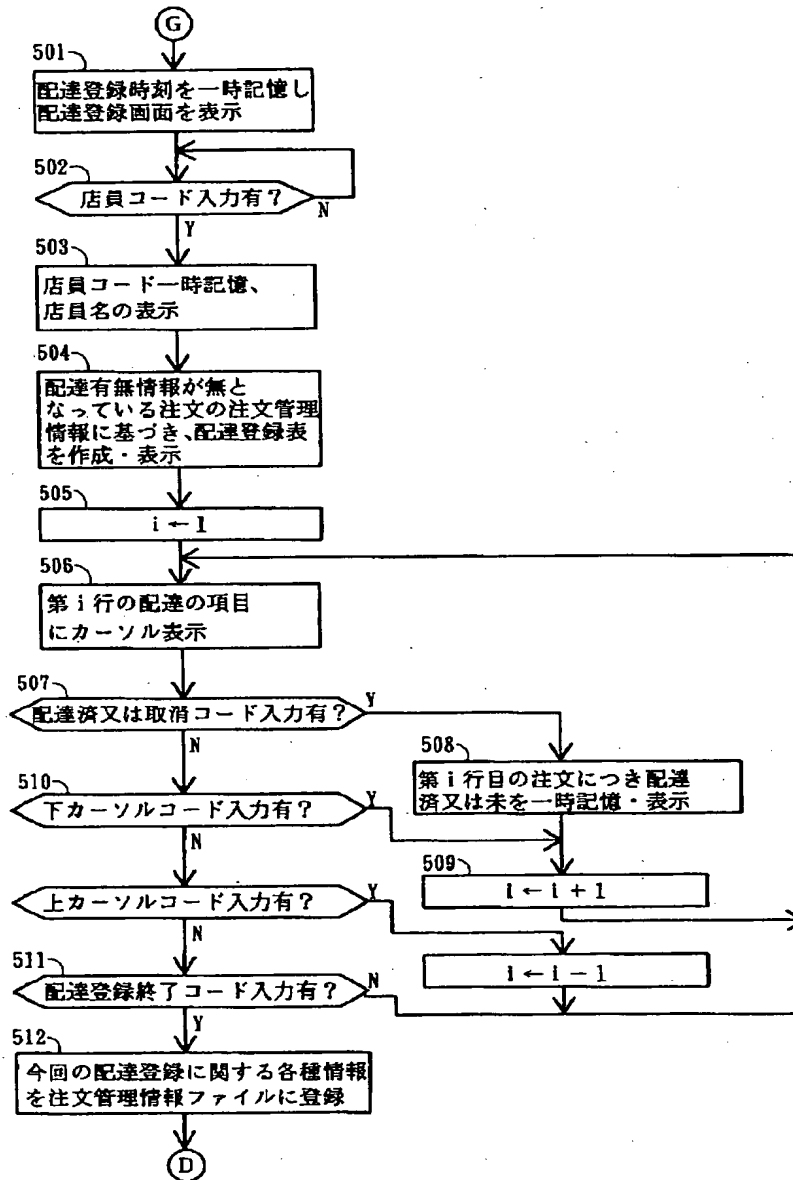 G
501
配達登録時刻を一時記憶し
配達登録画面を表示
502
店員コード入力有?
N
Y
503
店員コード一時記憶、
店員名の表示
504
配達有無情報が無と
なっている注文の注文管理
情報に基づき、配達登録表
を作成・表示
505
i ← 1
506
第i行の配達の項目
にカーソル表示
507
配達済又は取消コード入力有?
Y
N
508
第i行目の注文につき配達
済又は未を一時記憶・表示
510
下カーソルコード入力有?
Y
N
509
i ← i + 1
上カーソルコード入力有?
Y
N
i ← i − 1
511
配達登録終了コード入力有?
N
Y
512
今回の配達登録に関する各種情報
を注文管理情報ファイルに登録
D